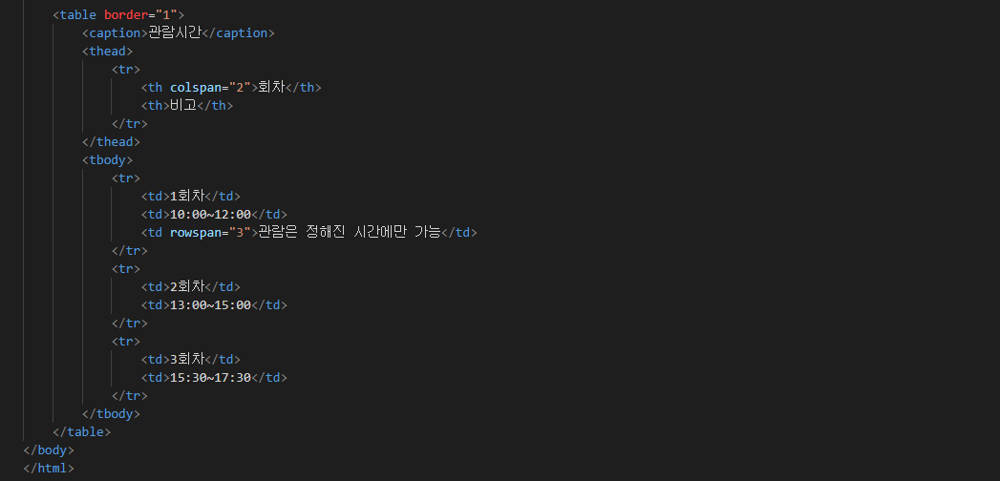 <table border="1">
<caption>관람시간</caption>
<thead>
<tr>
<th colspan="2">회차</th>
<th>비고</th>
</tr>
</thead>
<tbody>
<tr>
<td>1회차</td>
<td>10:00~12:00</td>
<td rowspan="3">관람은 정해진 시간에만 가능</td>
</tr>
<tr>
<td>2회차</td>
<td>13:00~15:00</td>
</tr>
<tr>
<td>3회차</td>
<td>15:30~17:30</td>
</tr>
</tbody>
</table>
</body>
</html>